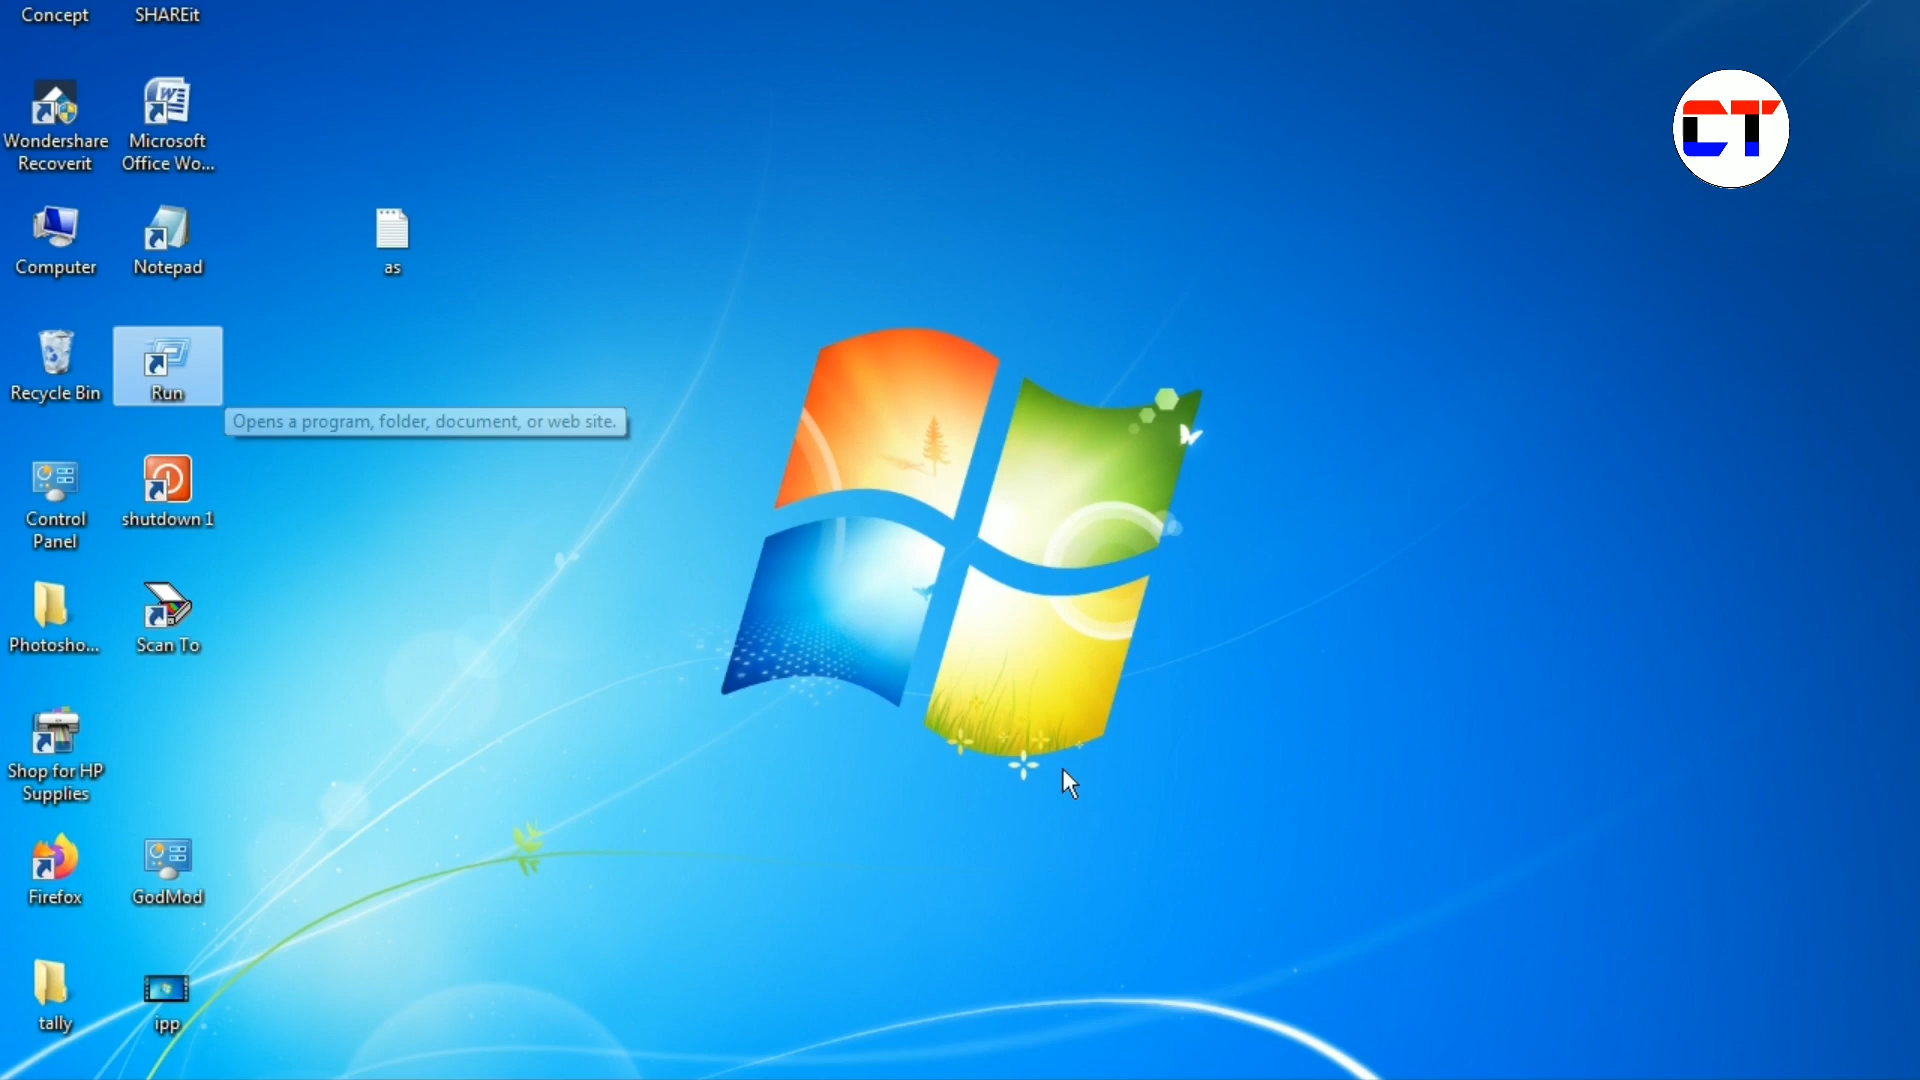 Concept
SHAREit
Wondershare
Recoverit
Microsoft
Office Wo...
Computer
Notepad
as
Recycle Bin
Run
Opens a program, folder, document, or web site.
Control
Panel
shutdown 1
Photosho...
Scan To
Shop for HP
Supplies
Firefox
GodMod
tally
ipp
CT